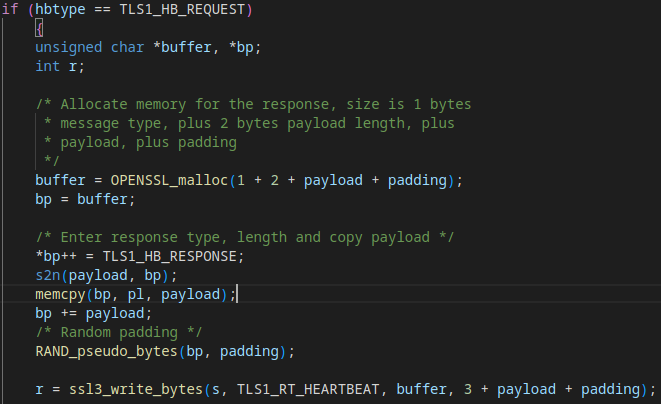 if (hbtype == TLS1_HB_REQUEST)
{
unsigned char *buffer, *bp;
int r;
/* Allocate memory for the response, size is 1 bytes
* message type, plus 2 bytes payload length, plus
* payload, plus padding
*/
buffer = OPENSSL_malloc(1 + 2 + payload + padding);
bp = buffer;
/* Enter response type, length and copy payload */
*bp++ = TLS1_HB_RESPONSE;
s2n(payload, bp);
memcpy(bp, pl, payload);
bp += payload;
/* Random padding */
RAND_pseudo_bytes(bp, padding);
r = ssl3_write_bytes(s, TLS1_RT_HEARTBEAT, buffer, 3 + payload + padding);